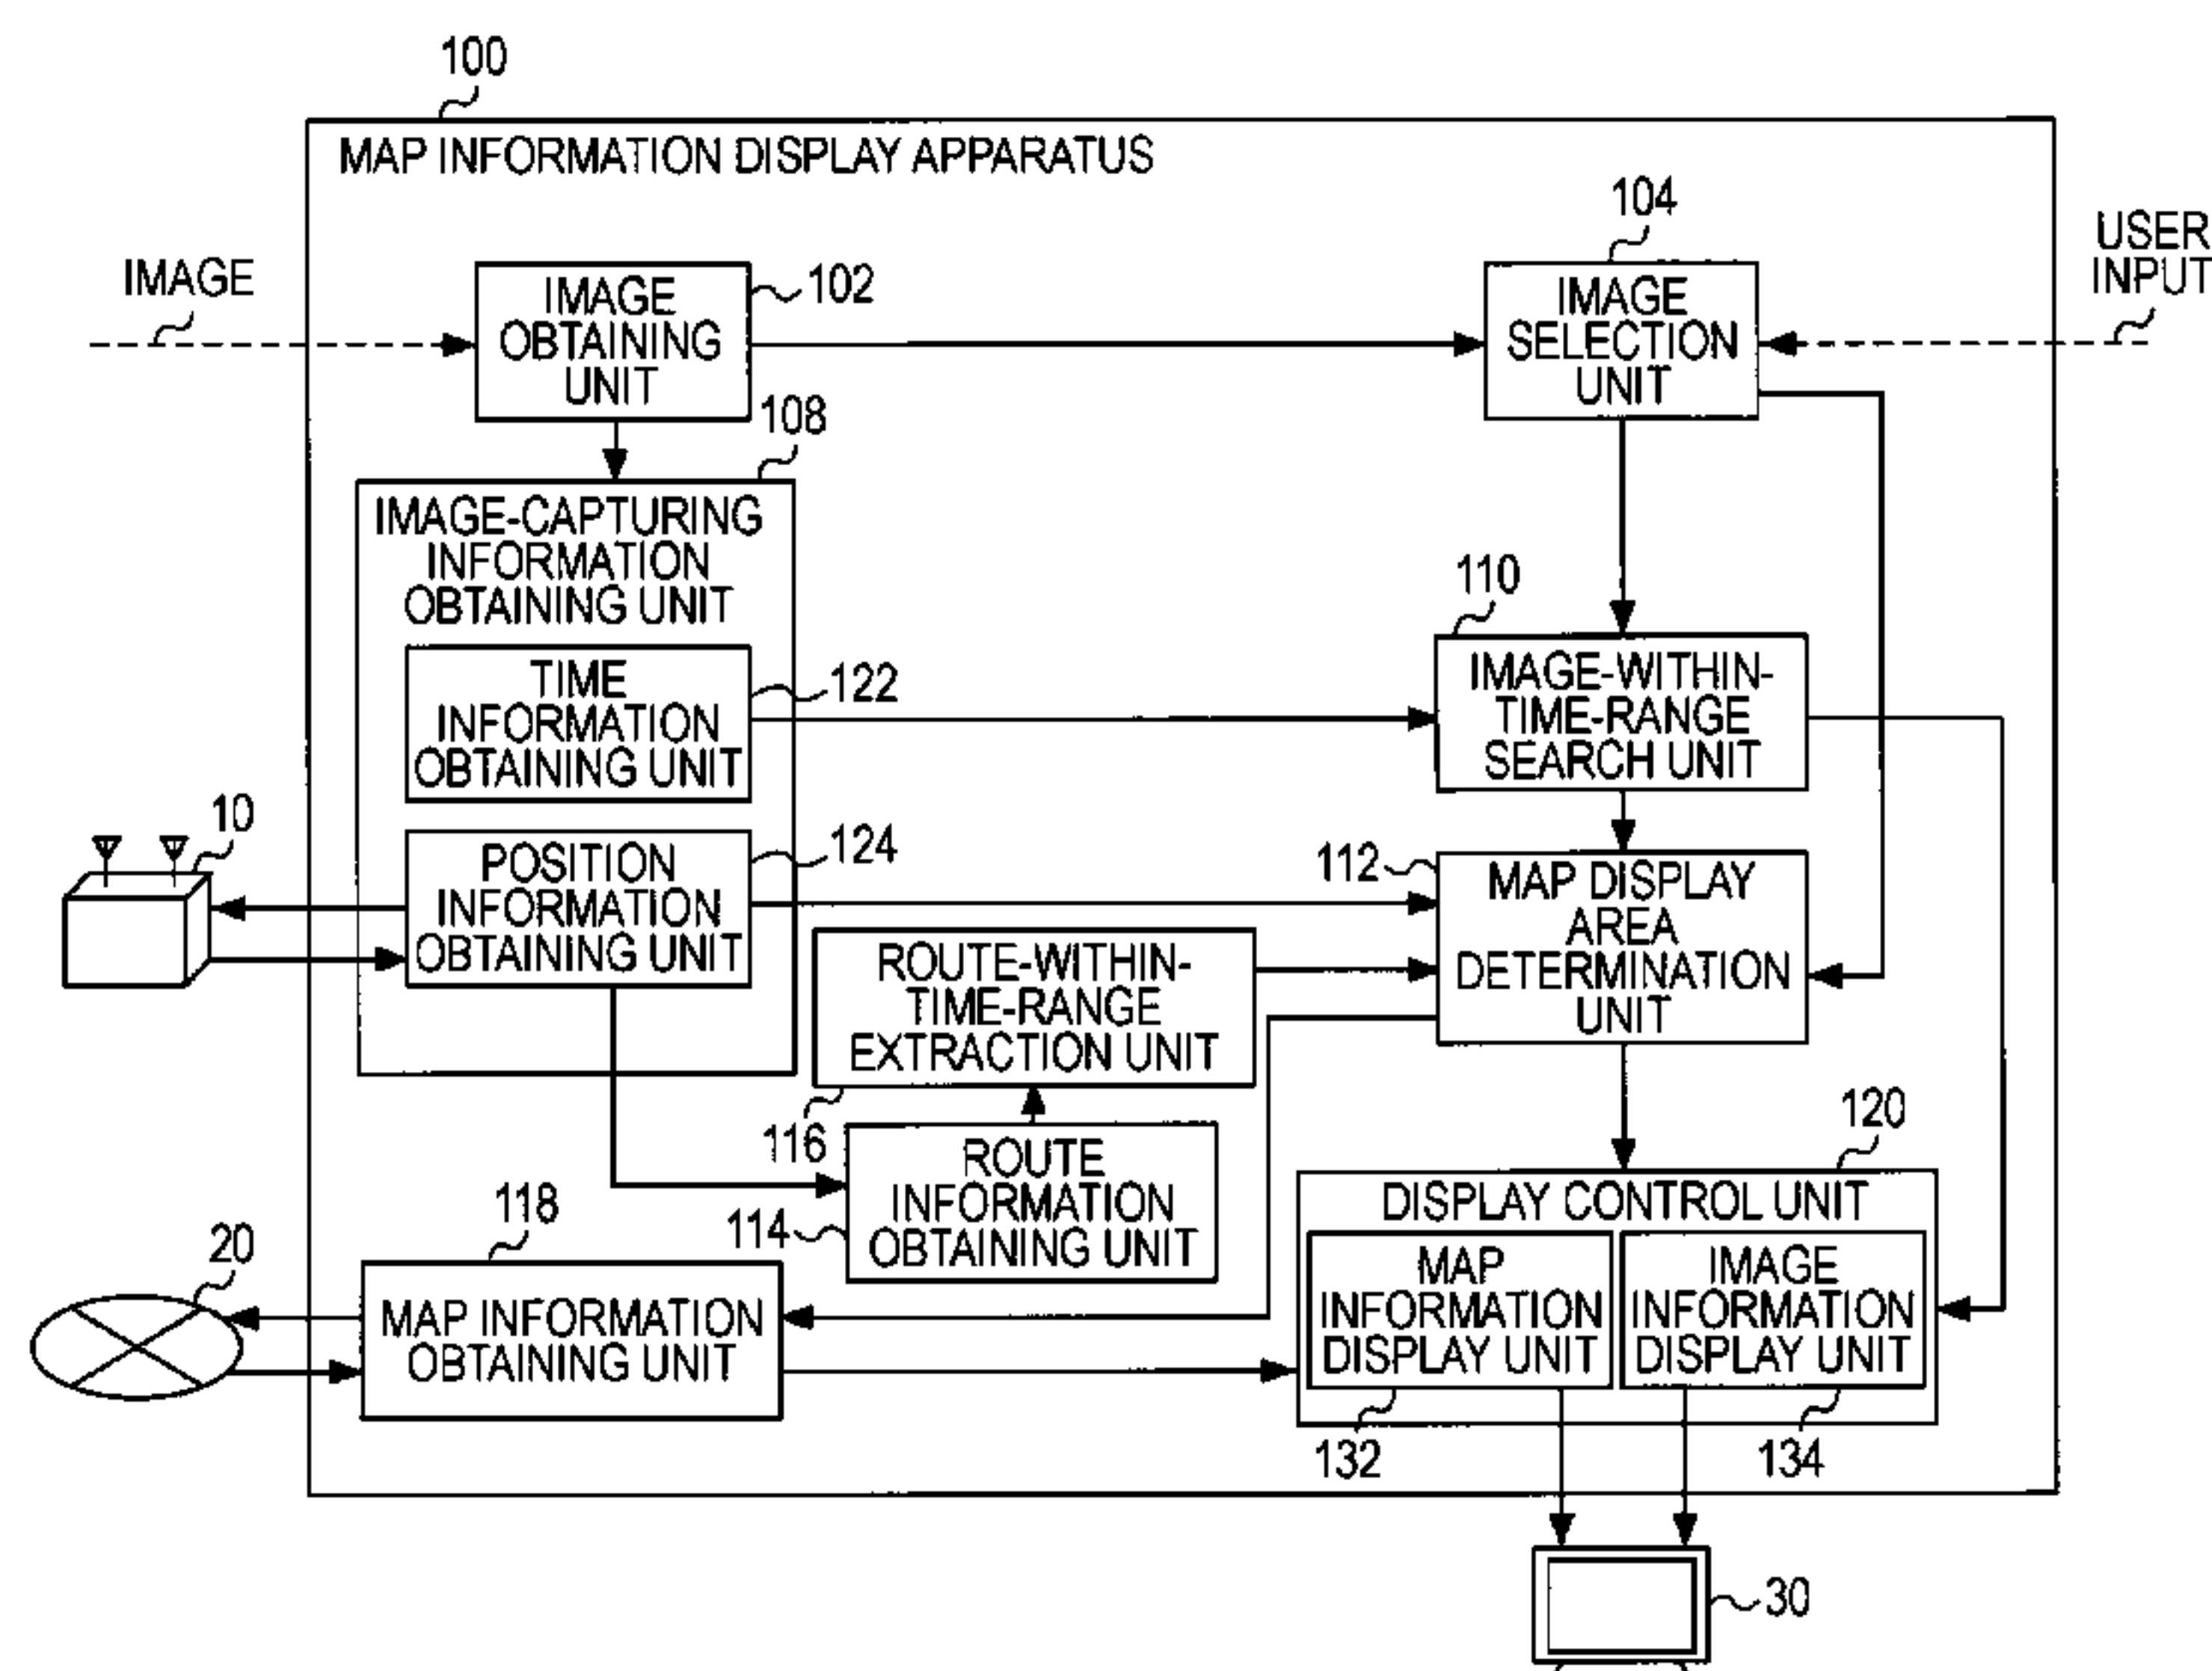 100
MAP INFORMATION DISPLAY APPARATUS
104
USER
INPUT
IMAGE
IMAGE
OBTAINING
UNIT
102
IMAGE
SELECTION
UNIT
108
IMAGE-CAPTURING
INFORMATION
OBTAINING UNIT
110
TIME
INFORMATION
OBTAINING UNIT
122
IMAGE-WITHIN-
TIME-RANGE
SEARCH UNIT
10
POSITION
INFORMATION
OBTAINING UNIT
124
112
MAP DISPLAY
AREA
DETERMINATION
UNIT
ROUTE-WITHIN-
TIME-RANGE
EXTRACTION UNIT
116
ROUTE
INFORMATION
OBTAINING UNIT
114
120
DISPLAY CONTROL UNIT
118
20
MAP INFORMATION
OBTAINING UNIT
MAP
INFORMATION
DISPLAY UNIT
IMAGE
INFORMATION
DISPLAY UNIT
132
134
30